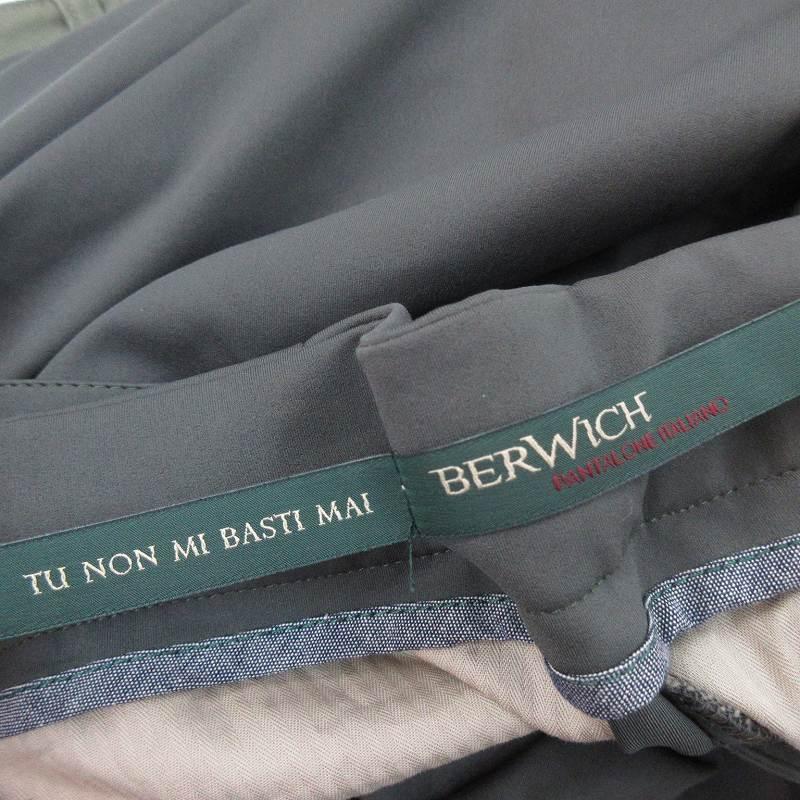 TU NON MI BASTI MAI
BERWICH
PANTALONE ITALIANO